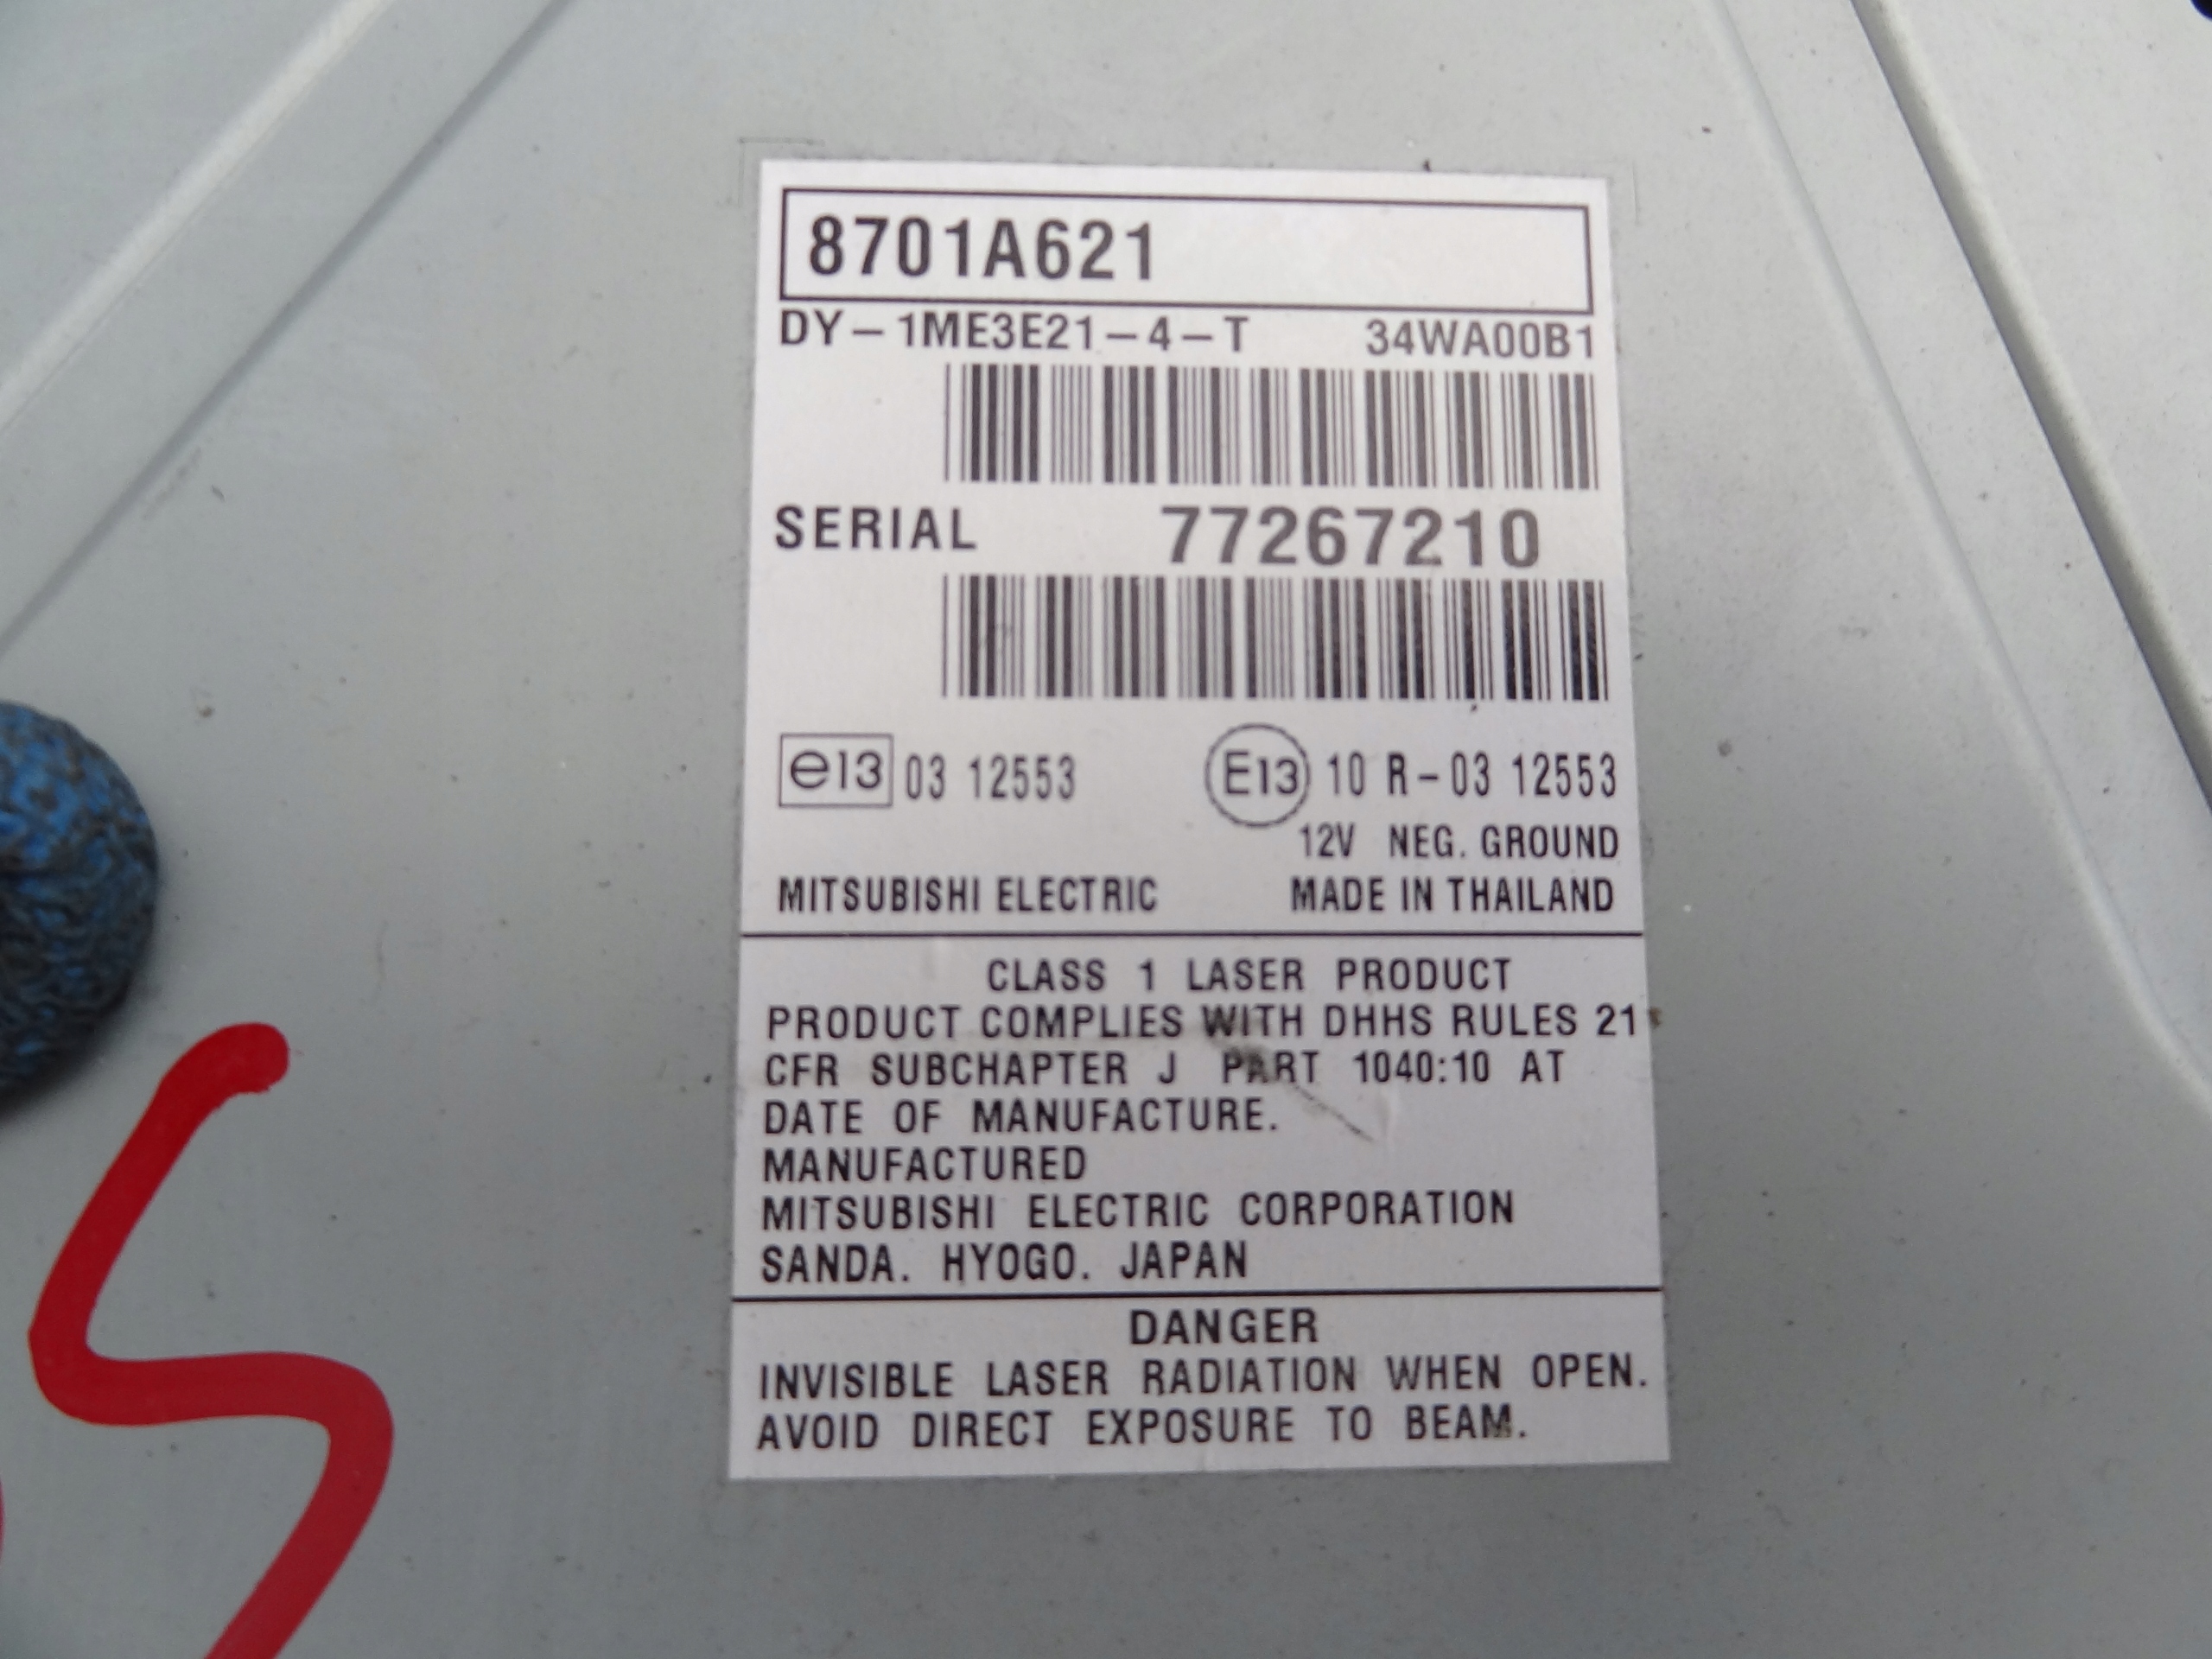 8701A621
DY-1ME3E21-4-T 34WA00B1
SERIAL 77267210
e13 03 12553 E13 10 R-03 12553
12V NEG. GROUND
MITSUBISHI ELECTRIC MADE IN THAILAND
CLASS 1 LASER PRODUCT
PRODUCT COMPLIES WITH DHHS RULES 21
CFR SUBCHAPTER J PART 1040:10 AT
DATE OF MANUFACTURE.
MANUFACTURED
MITSUBISHI ELECTRIC CORPORATION
SANDA. HYOGO. JAPAN
DANGER
INVISIBLE LASER RADIATION WHEN OPEN.
AVOID DIRECT EXPOSURE TO BEAM.